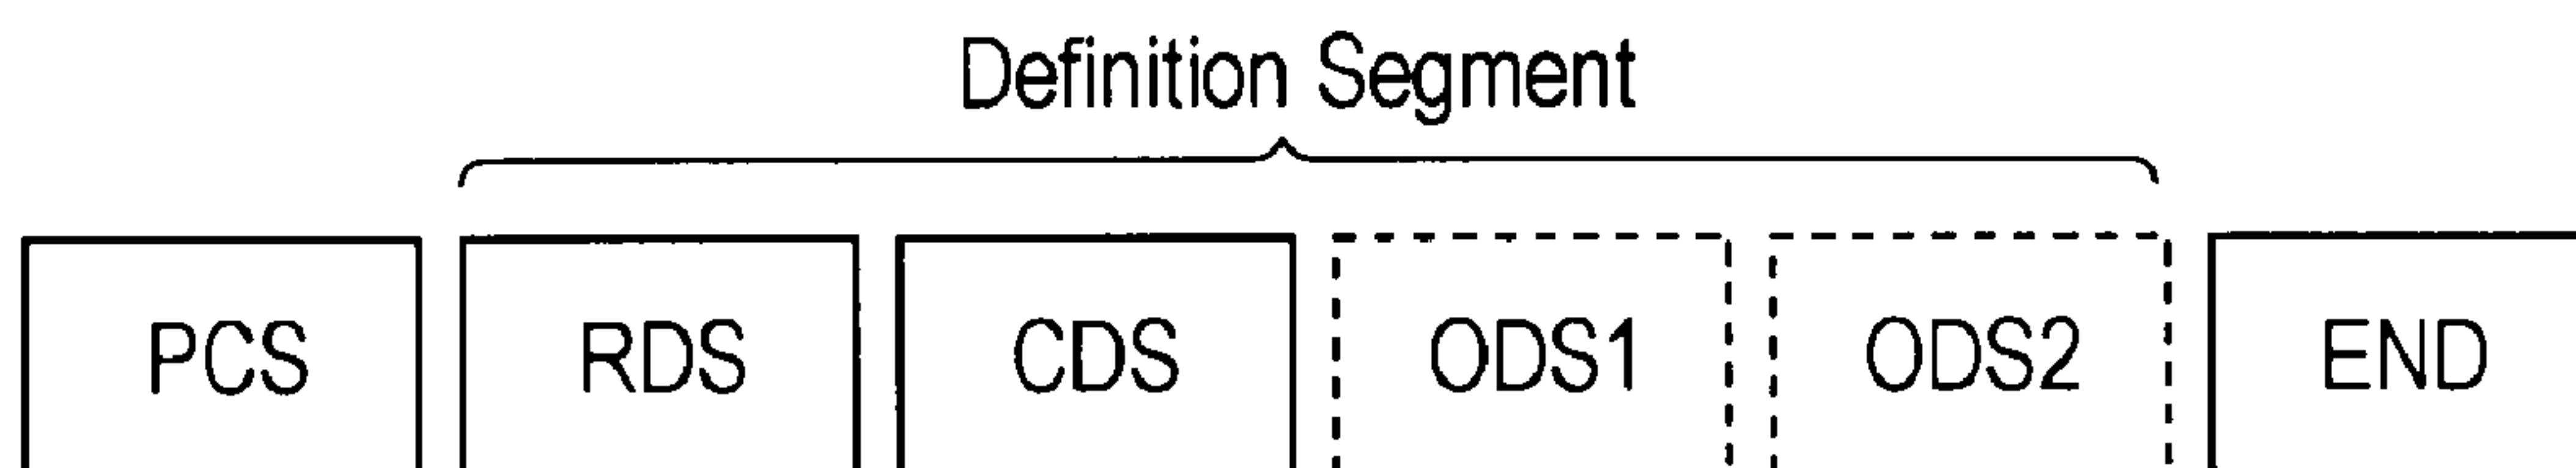 Definition Segment
PCS RDS CDS ODS1 ODS2 END